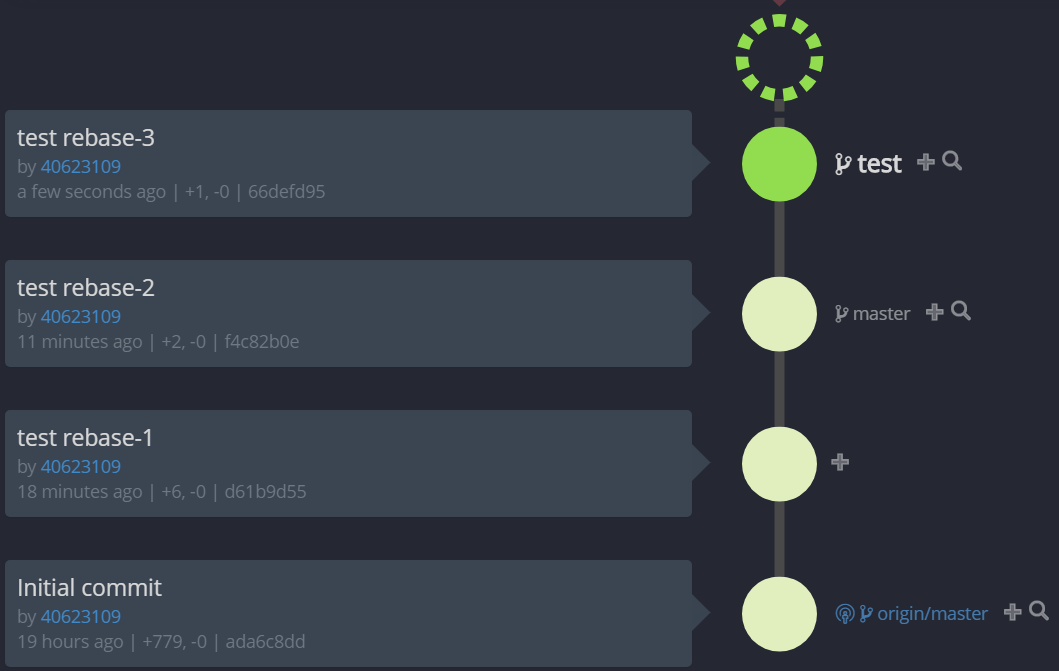 test rebase-3
by 40623109
a few seconds ago | +1, -0 | 66defd95
test
test rebase-2
by 40623109
11 minutes ago | +2, -0 | f4c82b0e
master
test rebase-1
by 40623109
18 minutes ago | +6, -0 | d61b9d55
Initial commit
by 40623109
19 hours ago | +779, -0 | ada6c8dd
origin/master